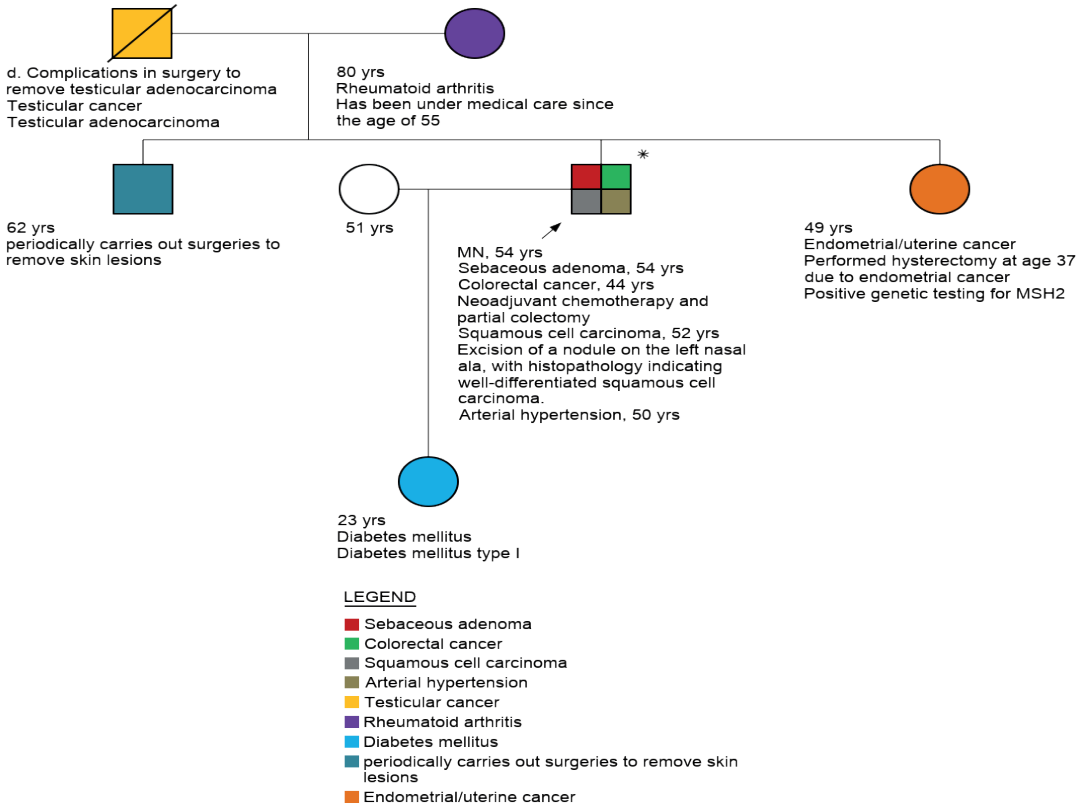 d. Complications in surgery to
remove testicular adenocarcinoma
Testicular cancer
Testicular adenocarcinoma
80 yrs
Rheumatoid arthritis
Has been under medical care since
the age of 55
*
62 yrs
periodically carries out surgeries to
remove skin lesions
51 yrs
MN, 54 yrs
Sebaceous adenoma, 54 yrs
Colorectal cancer, 44 yrs
Neoadjuvant chemotherapy and
partial colectomy
Squamous cell carcinoma, 52 yrs
Excision of a nodule on the left nasal
ala, with histopathology indicating
well-differentiated squamous cell
carcinoma.
Arterial hypertension, 50 yrs
49 yrs
Endometrial/uterine cancer
Performed hysterectomy at age 37
due to endometrial cancer
Positive genetic testing for MSH2
23 yrs
Diabetes mellitus
Diabetes mellitus type I
LEGEND
Sebaceous adenoma
Colorectal cancer
Squamous cell carcinoma
Arterial hypertension
Testicular cancer
Rheumatoid arthritis
Diabetes mellitus
periodically carries out surgeries to remove skin
lesions
Endometrial/uterine cancer